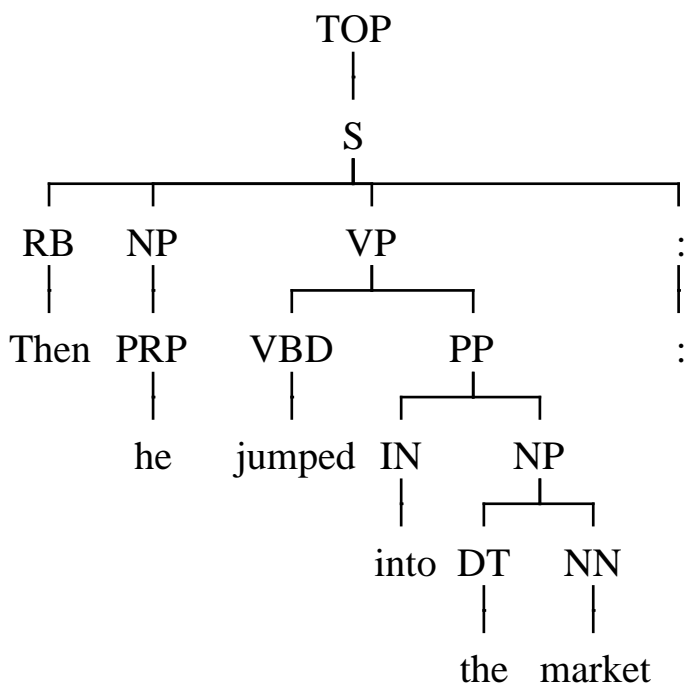 TOP
S
RB NP VP :
Then PRP VBD PP :
he jumped IN NP
into DT NN
the market